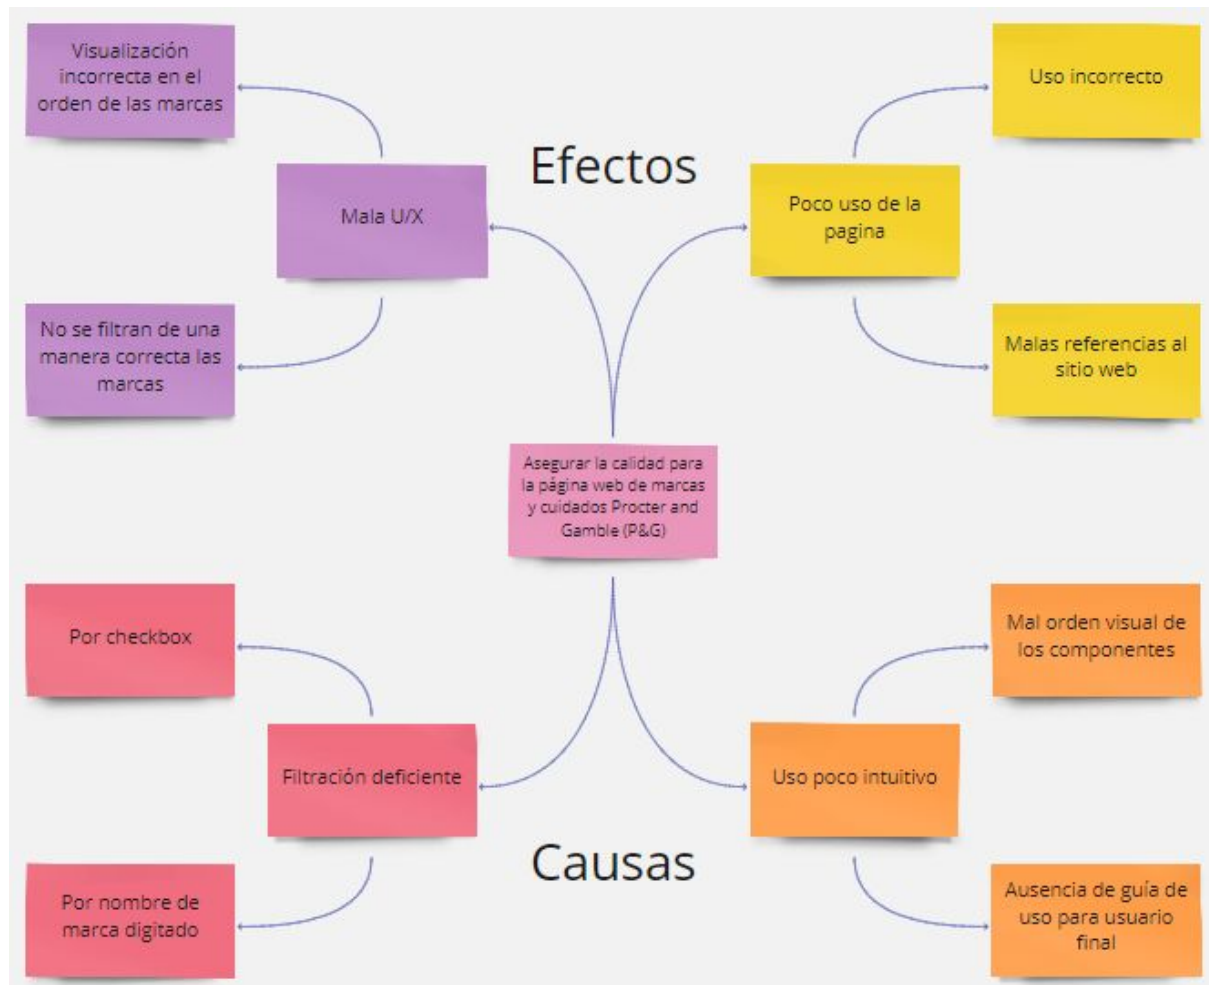 Visualización
incorrecta en el
orden de las marcas
Uso incorrecto
Efectos
Mala U/X
Poco uso de la
pagina
No se filtran de una
manera correcta las
marcas
Malas referencias al
sitio web
Asegurar la calidad para
la página web de marcas
y cuidados Procter and
Gamble (P&G)
Por checkbox
Mal orden visual de
los componentes
Filtración deficiente
Uso poco intuitivo
Causas
Por nombre de
marca digitado
Ausencia de guía de
uso para usuario
final